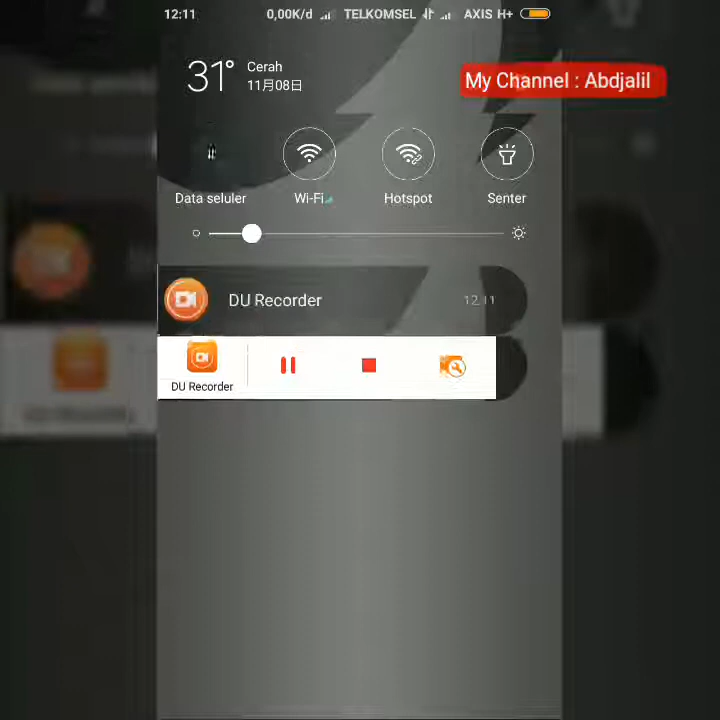 12:11 0,00K/d TELKOMSEL AXIS H+
31° Cerah
11月08日
My Channel : Abdjalil
Data seluler Wi-Fi Hotspot Senter
DU Recorder 12.11
DU Recorder